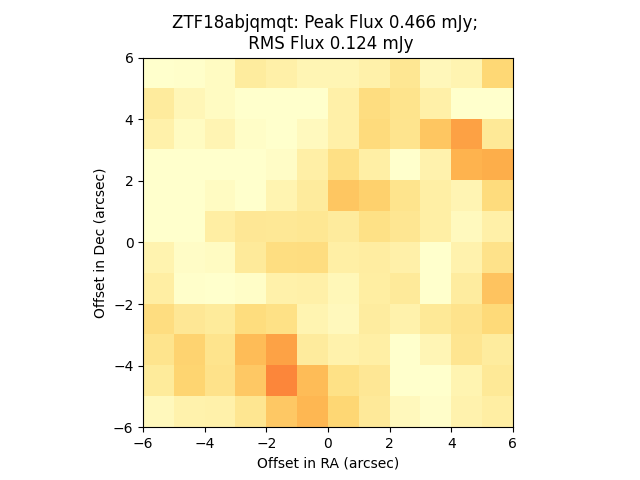 ZTF18abjqmqt: Peak Flux 0.466 mJy;
RMS Flux 0.124 mJy
6
4
2
0
−2
−4
−6
Offset in Dec (arcsec)
−6 −4 −2 0 2 4 6
Offset in RA (arcsec)